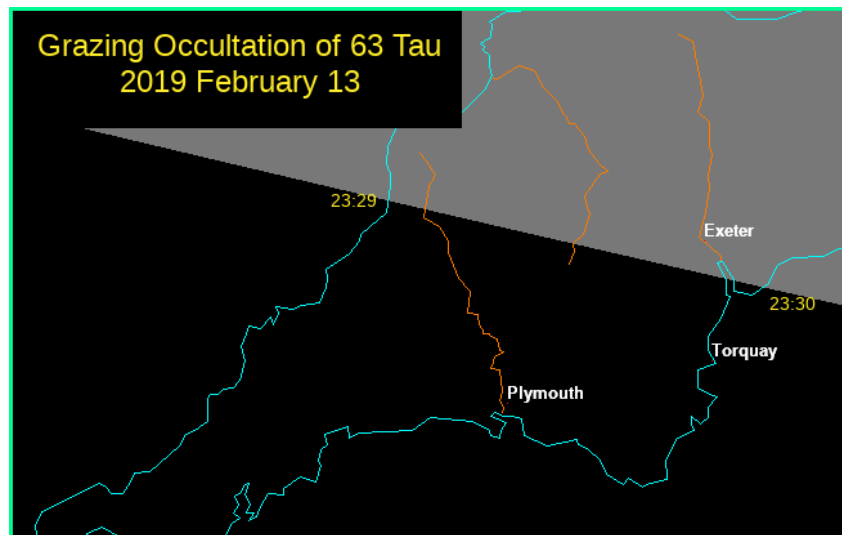 Grazing Occultation of 63 Tau
2019 February 13
23:29
Exeter
23:30
Torquay
Plymouth